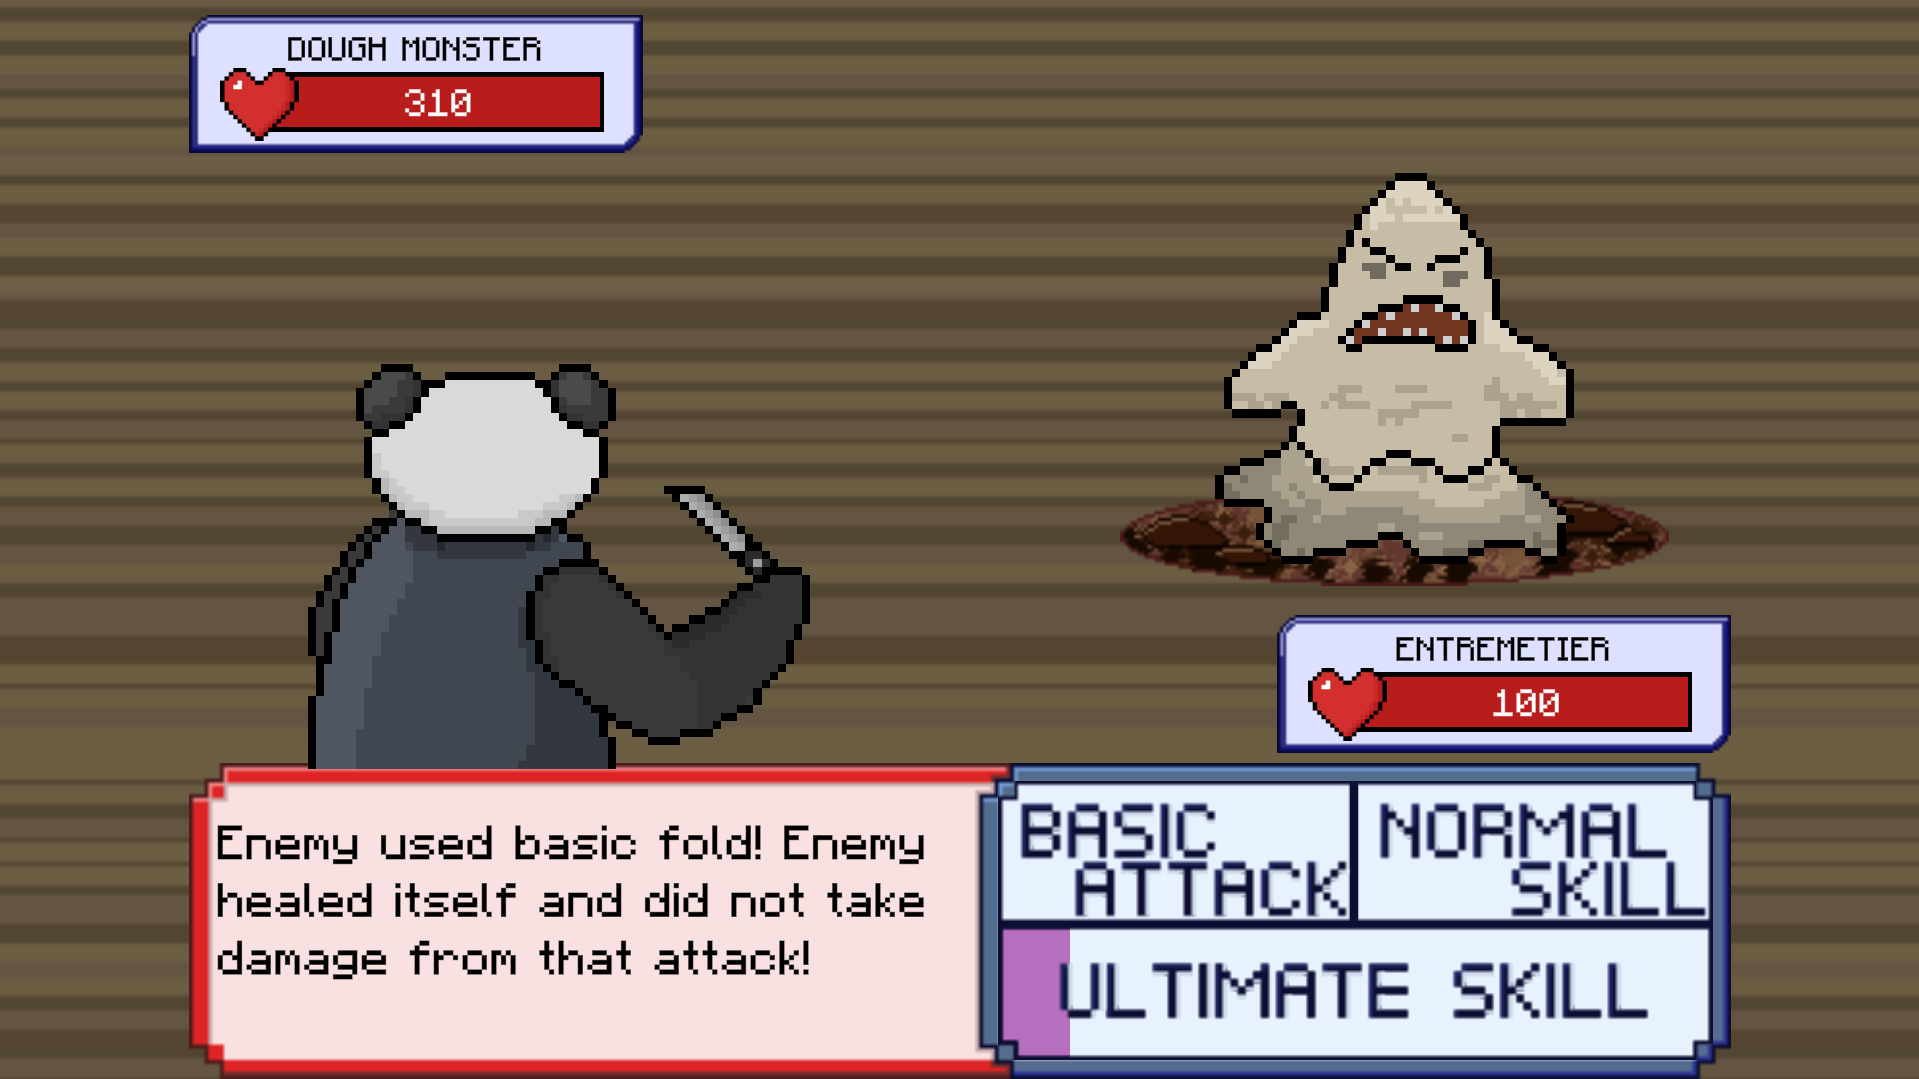 DOUGH MONSTER
310
ENTREMETIER
100
Enemy used basic fold! Enemy
healed itself and did not take
damage from that attack!
BASIC
ATTACK
NORMAL
SKILL
ULTIMATE SKILL